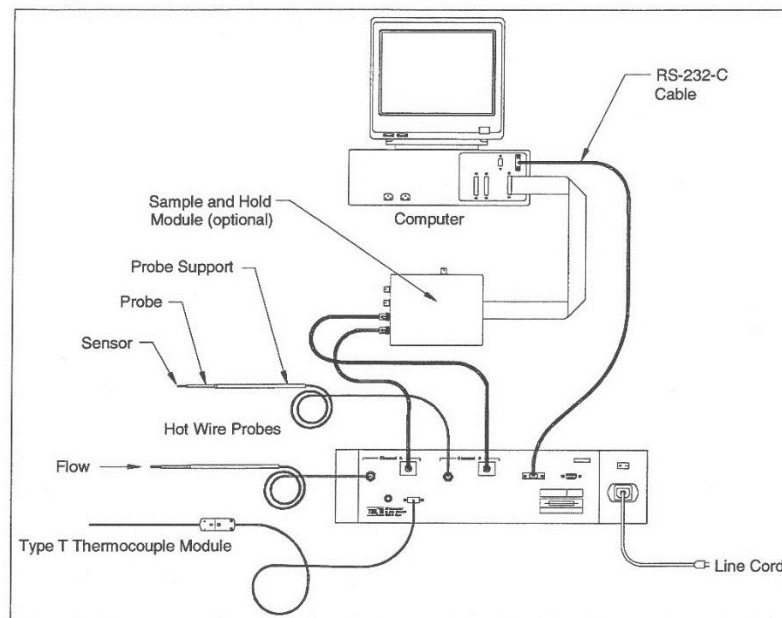 RS-232-C
Cable
Sample and Hold
Module (optional)
Computer
Probe Support
Probe
Sensor
Hot Wire Probes
Flow
Type T Thermocouple Module
Line Cord